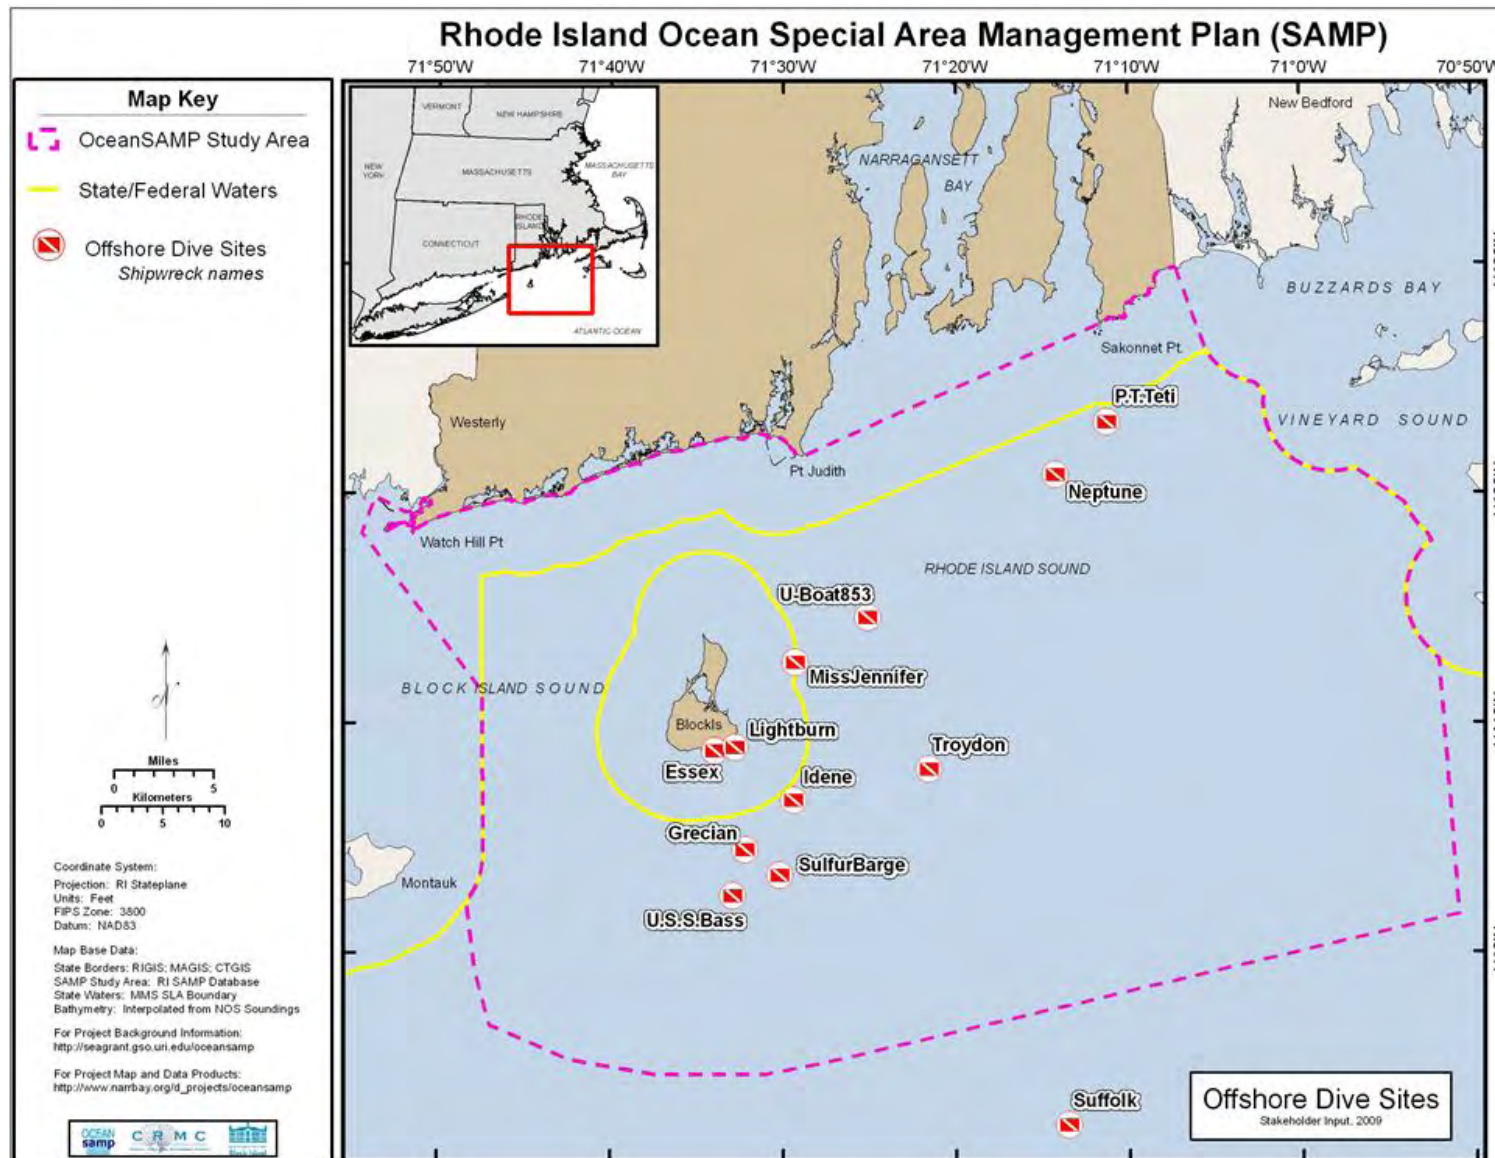 Rhode Island Ocean Special Area Management Plan (SAMP)
71°50'W 71°40'W 71°30'W 71°20'W 71°10'W 71°0'W 70°50'W
Map Key
OceanSAMP Study Area
State/Federal Waters
Offshore Dive Sites
Shipwreck names
VERMONT
NEW HAMPSHIRE
NEW YORK
MASSACHUSETTS
MASSACHUSETTS BAY
RHODE ISLAND
CONNECTICUT
ATLANTIC OCEAN
New Bedford
NARRAGANSETT
BAY
BUZZARDS BAY
Sakonnet Pt.
P.T.Teti
VINEYARD SOUND
Westerly
Pt Judith
Neptune
Watch Hill Pt
RHODE ISLAND SOUND
U-Boat853
MissJennifer
BLOCK ISLAND SOUND
BlockIs
Lightburn
Essex
Troydon
Idene
Grecian
SulfurBarge
U.S.S.Bass
Montauk
Suffolk
N
Miles
0 5
Kilometers
0 5 10
Coordinate System:
Projection: RI Stateplane
Units: Feet
FIPS Zone: 3800
Datum: NAD83
Map Base Data:
State Borders: RIGIS; MAGIS; CTGIS
SAMP Study Area: RI SAMP Database
State Waters: MMS SLA Boundary
Bathymetry: Interpolated from NOS Soundings
For Project Background Information:
http://seagrant.gso.uri.edu/oceansamp
For Project Map and Data Products:
http://www.narrbay.org/d_projects/oceansamp
OCEAN
samp
C R M C
Offshore Dive Sites
Stakeholder Input, 2009